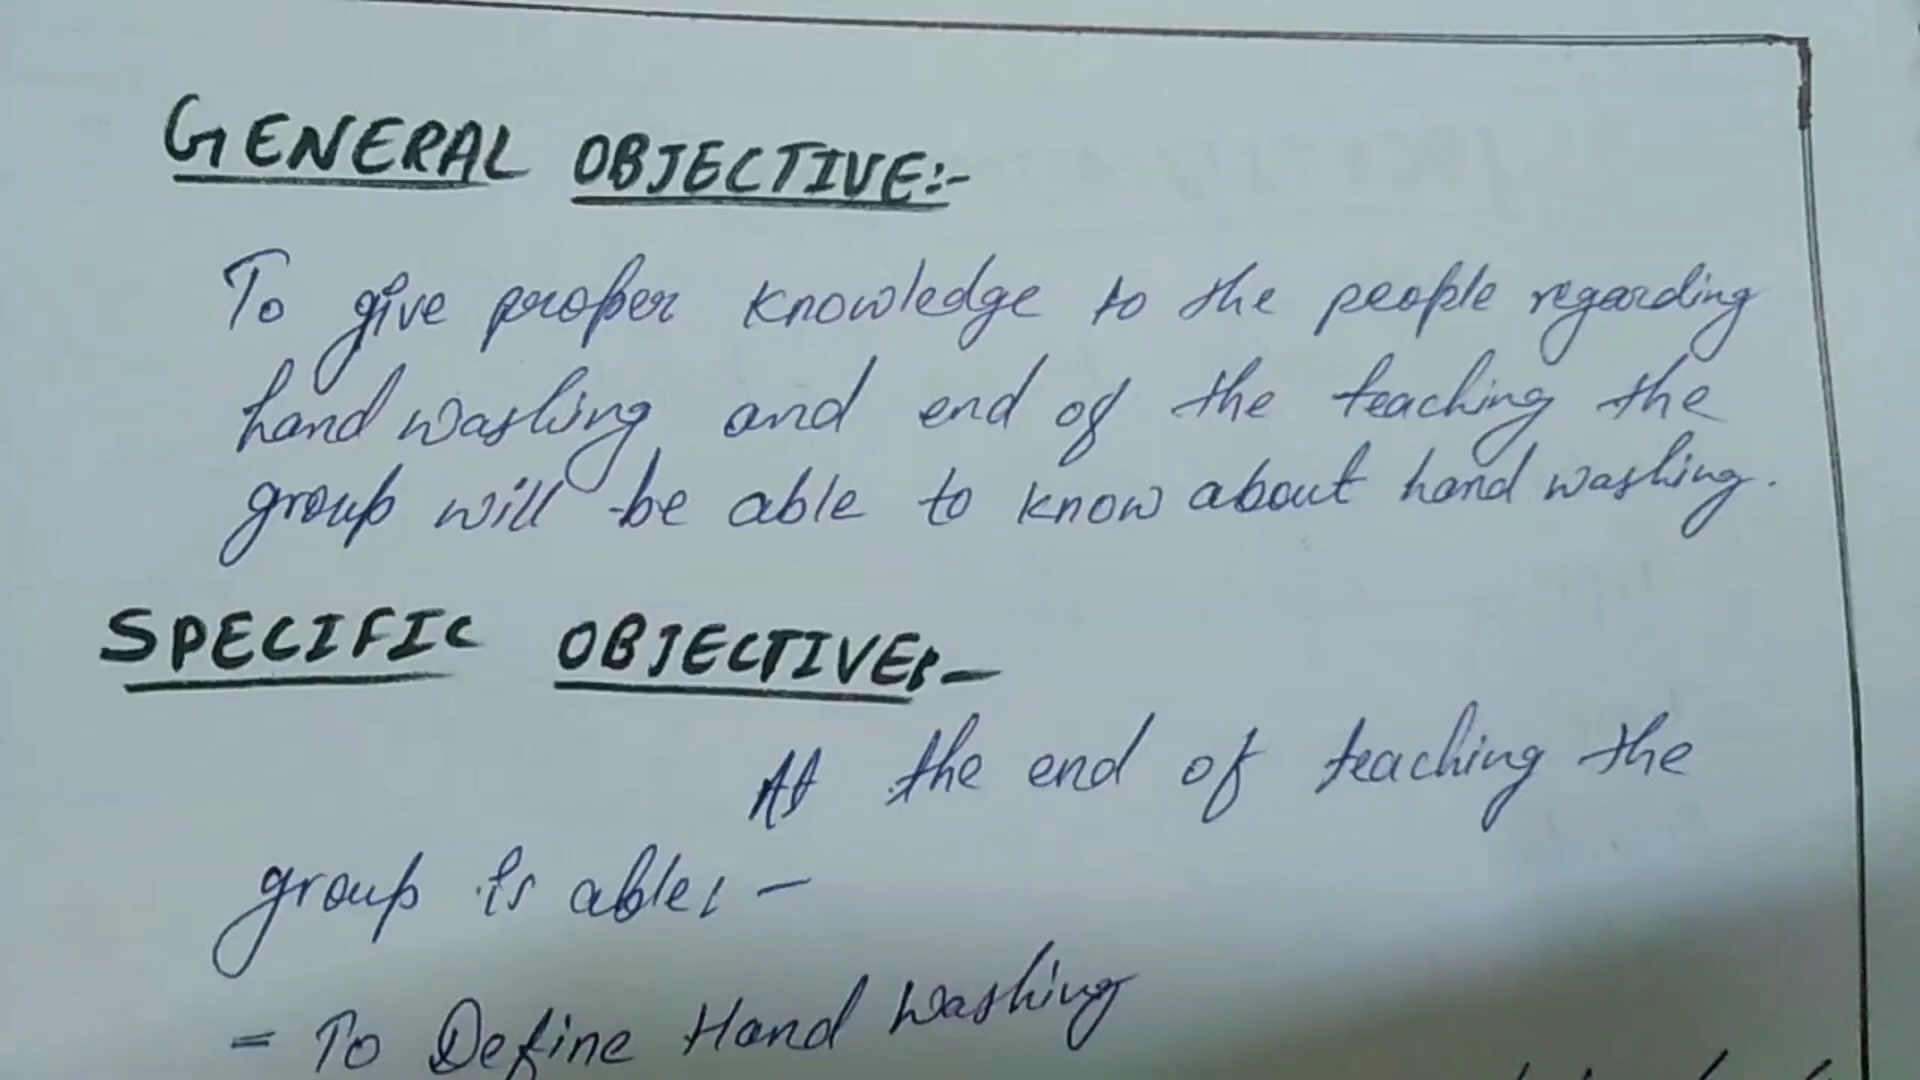 GENERAL OBJECTIVE:-
To give proper knowledge to the people regarding
hand washing and end of the teaching the
group will be able to know about hand washing.
SPECIFIC OBJECTIVE:-
At the end of teaching the
group is able:-
= To Define Hand Washing